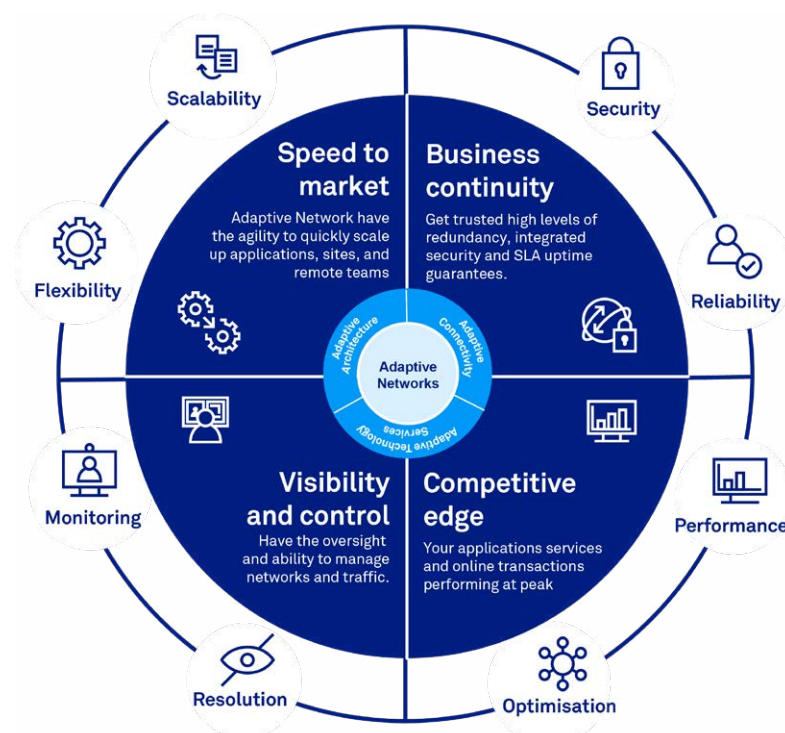 Scalability
Security
Speed to
market
Adaptive Network have
the agility to quickly scale
up applications, sites, and
remote teams
Business
continuity
Get trusted high levels of
redundancy, integrated
security and SLA uptime
guarantees.
Flexibility
Reliability
Adaptive
Architecture
Adaptive
Connectivity
Adaptive
Networks
Adaptive Technology
Services
Visibility
and control
Have the oversight
and ability to manage
networks and traffic.
Competitive
edge
Your applications services
and online transactions
performing at peak
Monitoring
Performance
Resolution
Optimisation